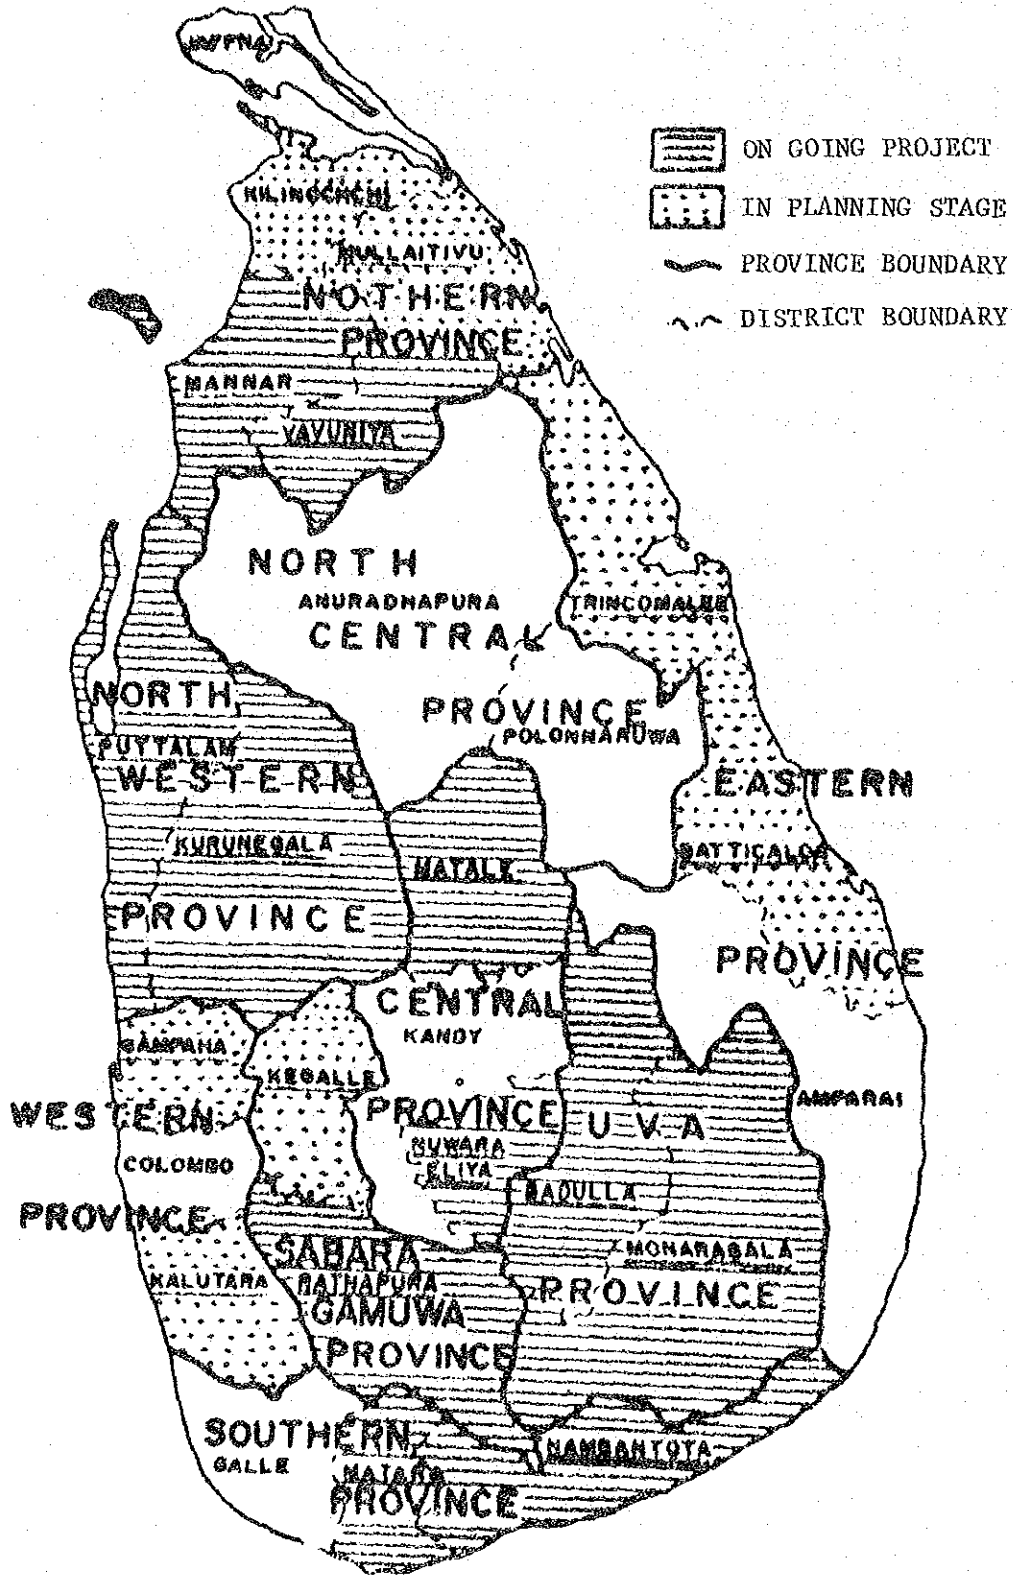 ON GOING PROJECT
IN PLANNING STAGE
PROVINCE BOUNDARY
DISTRICT BOUNDARY
KILINOCHCHI
MULLAITIVU
NOTHERN
PROVINCE
MANNAR
VAVUNIYA
NORTH
ANURADHAPURA
CENTRAL
TRINCOMALEE
PROVINCE
POLONNARUWA
NORTH
PUTTALAM
WESTERN
EASTERN
KURUNEGALA
BATTICALOA
MATALE
PROVINCE
PROVINCE
CENTRAL
KANDY
GAMPAHA
KEGALLE
AMPARAI
WESTERN
PROVINCE
UVA
NUWARA
ELIYA
COLOMBO
BADULLA
PROVINCE
MONARAGALA
SABARA
RATNAPURA
KALUTARA
PROVINCE
GAMUWA
PROVINCE
SOUTHERN
HAMBANTOTA
GALLE
MATARA
PROVINCE